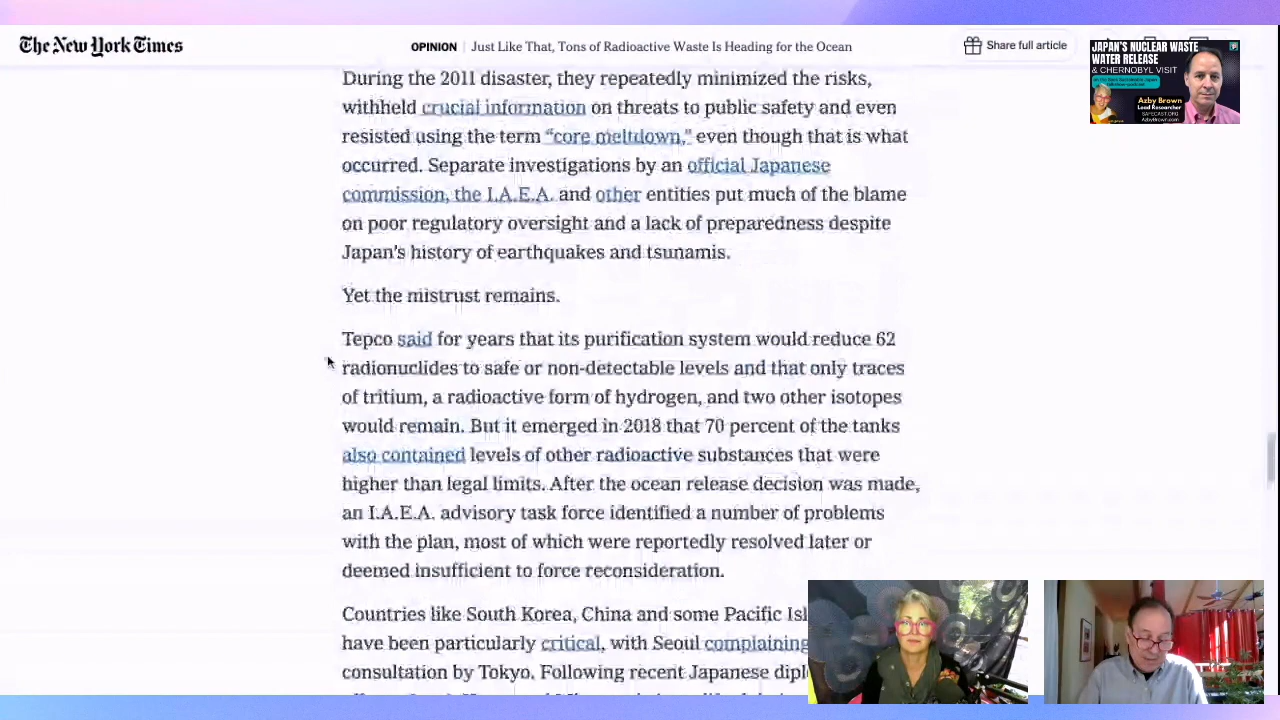 The New York Times
OPINION | Just Like That, Tons of Radioactive Waste Is Heading for the Ocean
Share full article
JAPAN'S NUCLEAR WASTE
WATER RELEASE
& CHERNOBYL VISIT
Azby Brown
Lead Researcher
SAFECAST.ORG
AzbyBrown.com
During the 2011 disaster, they repeatedly minimized the risks,
withheld crucial information on threats to public safety and even
resisted using the term “core meltdown,” even though that is what
occurred. Separate investigations by an official Japanese
commission, the I.A.E.A. and other entities put much of the blame
on poor regulatory oversight and a lack of preparedness despite
Japan’s history of earthquakes and tsunamis.
Yet the mistrust remains.
Tepco said for years that its purification system would reduce 62
radionuclides to safe or non-detectable levels and that only traces
of tritium, a radioactive form of hydrogen, and two other isotopes
would remain. But it emerged in 2018 that 70 percent of the tanks
also contained levels of other radioactive substances that were
higher than legal limits. After the ocean release decision was made,
an I.A.E.A. advisory task force identified a number of problems
with the plan, most of which were reportedly resolved later or
deemed insufficient to force reconsideration.
Countries like South Korea, China and some Pacific Isl
have been particularly critical, with Seoul complaining
consultation by Tokyo. Following recent Japanese dipl